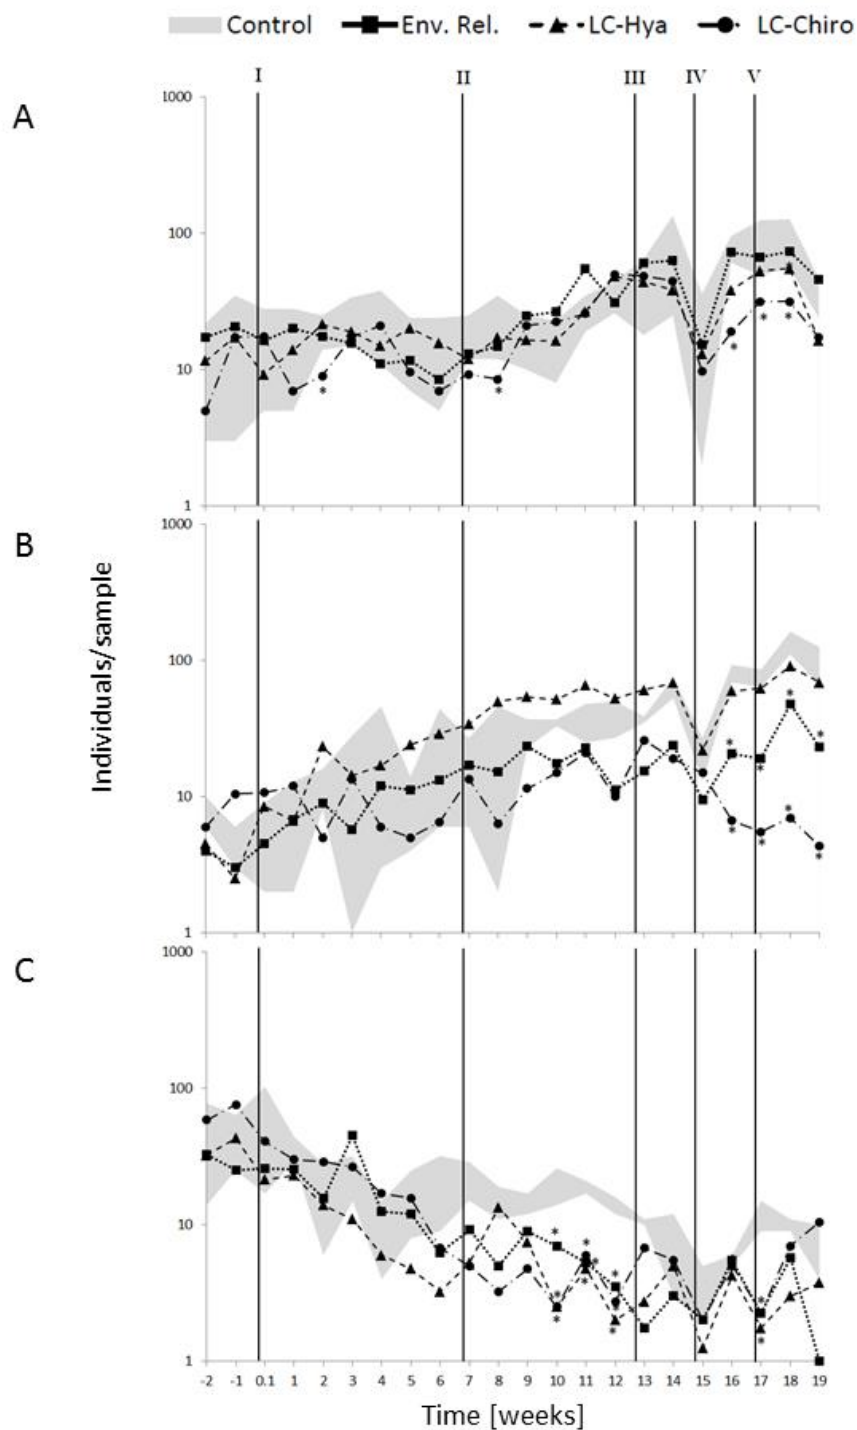 Control Env. Rel. LC-Hya LC-Chiro
I II III IV V
A
1000
100
10
1
B
1000
100
10
1
Individuals/sample
C
1000
100
10
1
-2 -1 0.1 1 2 3 4 5 6 7 8 9 10 11 12 13 14 15 16 17 18 19
Time [weeks]